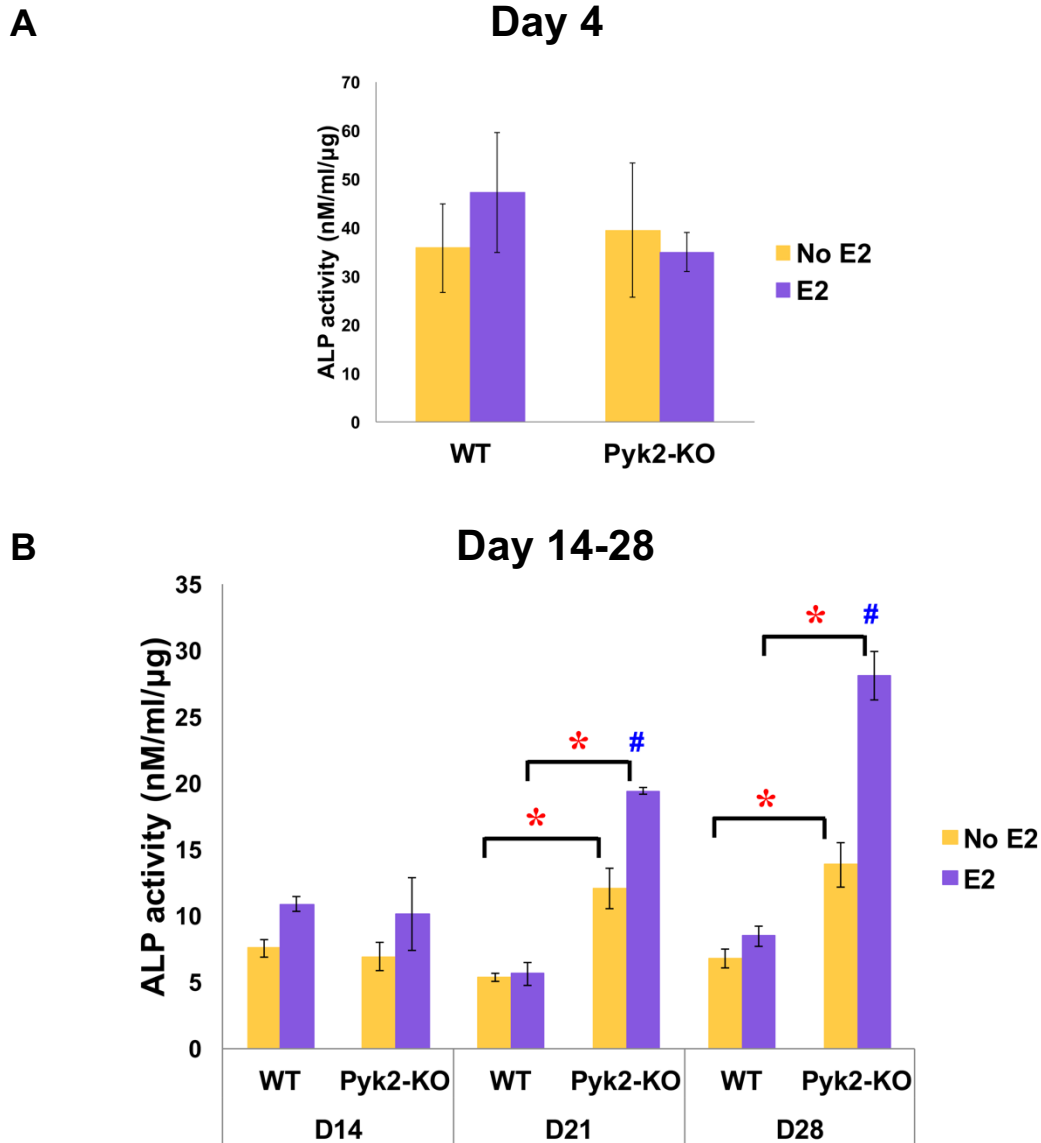 A
Day 4
70
60
50
40
30
20
10
0
ALP activity (nM/ml/µg)
No E2
E2
WT Pyk2-KO
B
Day 14-28
35
30
25
20
15
10
5
0
ALP activity (nM/ml/µg)
*
#
*
#
*
*
No E2
E2
WT Pyk2-KO WT Pyk2-KO WT Pyk2-KO
D14 D21 D28